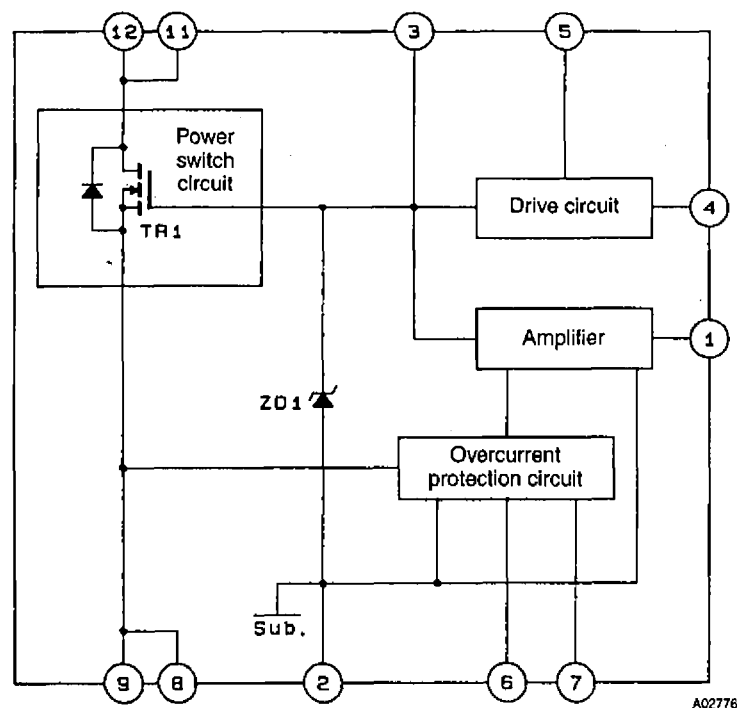 12 11 3 5
Power
switch
circuit
TR1
Drive circuit
4
Amplifier
1
ZD1
Overcurrent
protection circuit
Sub.
9 8 2 6 7
A02776